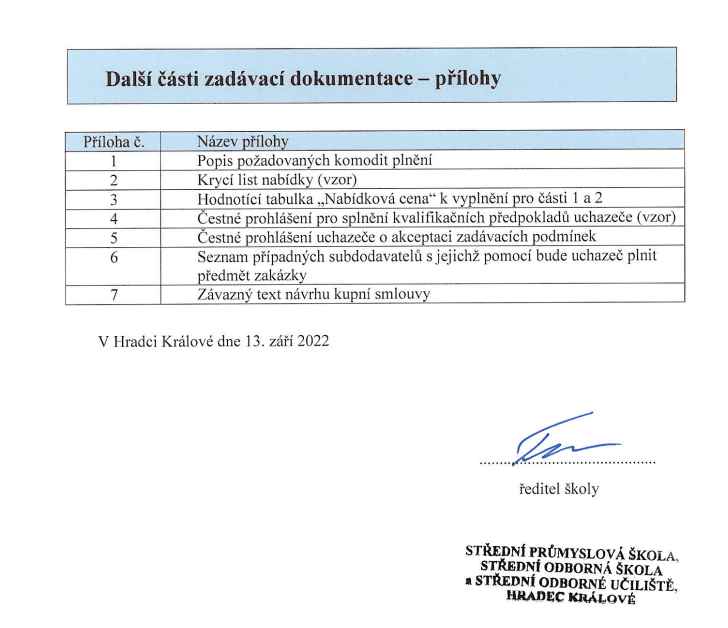 Další části zadávací dokumentace – přílohy
Příloha č. Název přílohy
1 Popis požadovaných komodit plnění
2 Krycí list nabídky (vzor)
3 Hodnotící tabulka „Nabídková cena“ k vyplnění pro části 1 a 2
4 Čestné prohlášení pro splnění kvalifikačních předpokladů uchazeče (vzor)
5 Čestné prohlášení uchazeče o akceptaci zadávacích podmínek
6 Seznam případných subdodavatelů s jejichž pomocí bude uchazeč plnit
předmět zakázky
7 Závazný text návrhu kupní smlouvy
V Hradci Králové dne 13. září 2022
ředitel školy
STŘEDNÍ PRŮMYSLOVÁ ŠKOLA,
STŘEDNÍ ODBORNÁ ŠKOLA
a STŘEDNÍ ODBORNÉ UČILIŠTĚ,
HRADEC KRÁLOVÉ